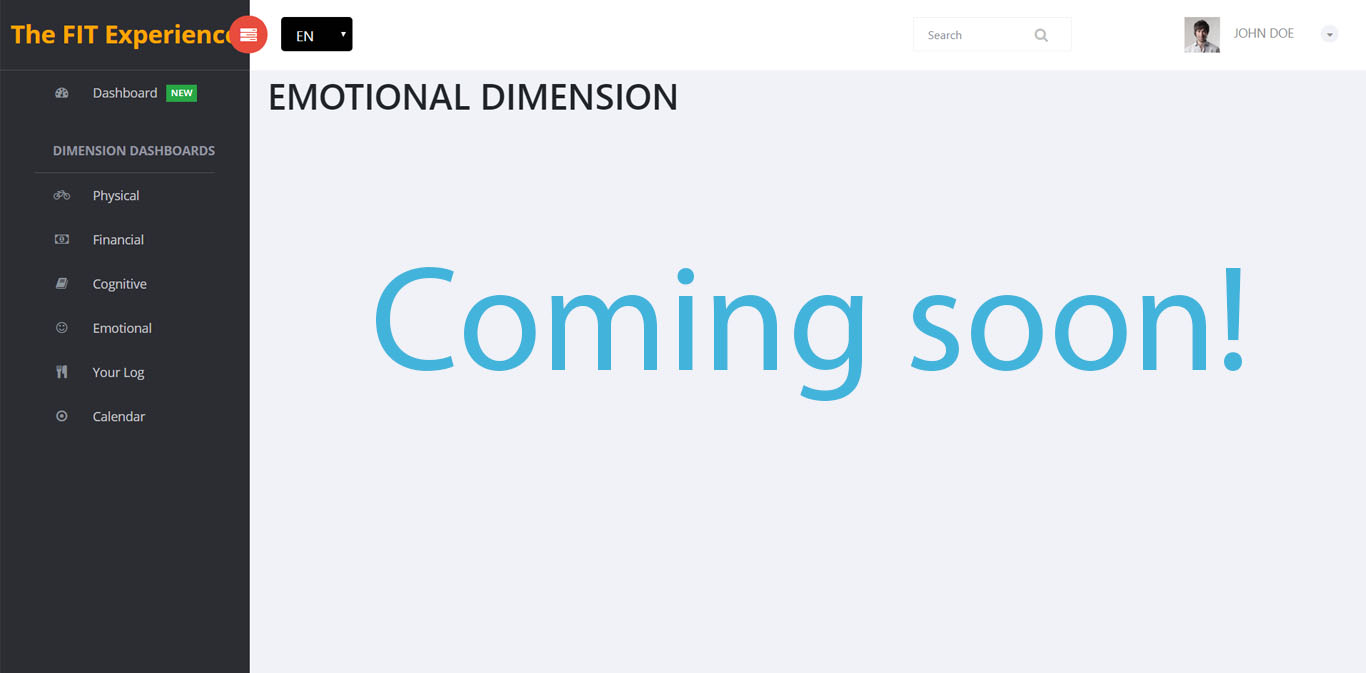 The FIT Experience
EN
Search
JOHN DOE
Dashboard NEW
DIMENSION DASHBOARDS
Physical
Financial
Cognitive
Emotional
Your Log
Calendar
EMOTIONAL DIMENSION
Coming soon!